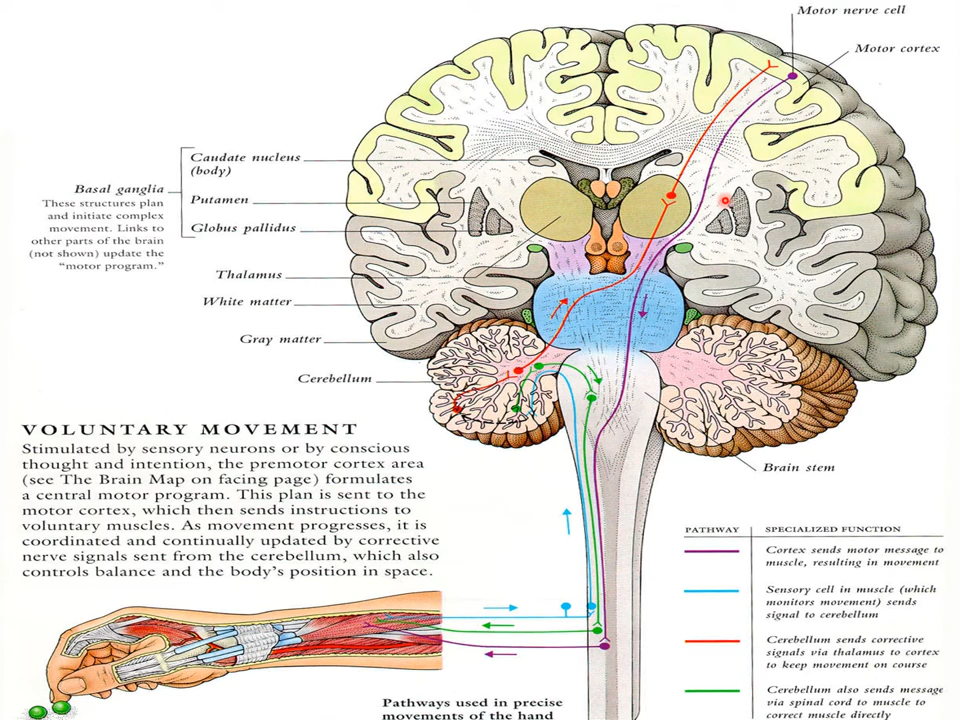 Motor nerve cell
Motor cortex
Caudate nucleus
(body)
Putamen
Globus pallidus
Basal ganglia
These structures plan
and initiate complex
movement. Links to
other parts of the brain
(not shown) update the
"motor program."
Thalamus
White matter
Gray matter
Cerebellum
Brain stem
VOLUNTARY MOVEMENT
Stimulated by sensory neurons or by conscious
thought and intention, the premotor cortex area
(see The Brain Map on facing page) formulates
a central motor program. This plan is sent to the
motor cortex, which then sends instructions to
voluntary muscles. As movement progresses, it is
coordinated and continually updated by corrective
nerve signals sent from the cerebellum, which also
controls balance and the body's position in space.
PATHWAY SPECIALIZED FUNCTION
Cortex sends motor message to
muscle, resulting in movement
Sensory cell in muscle (which
monitors movement) sends
signal to cerebellum
Cerebellum sends corrective
signals via thalamus to cortex
to keep movement on course
Cerebellum also sends message
via spinal cord to muscle to
correct muscle directly
Pathways used in precise
movements of the hand